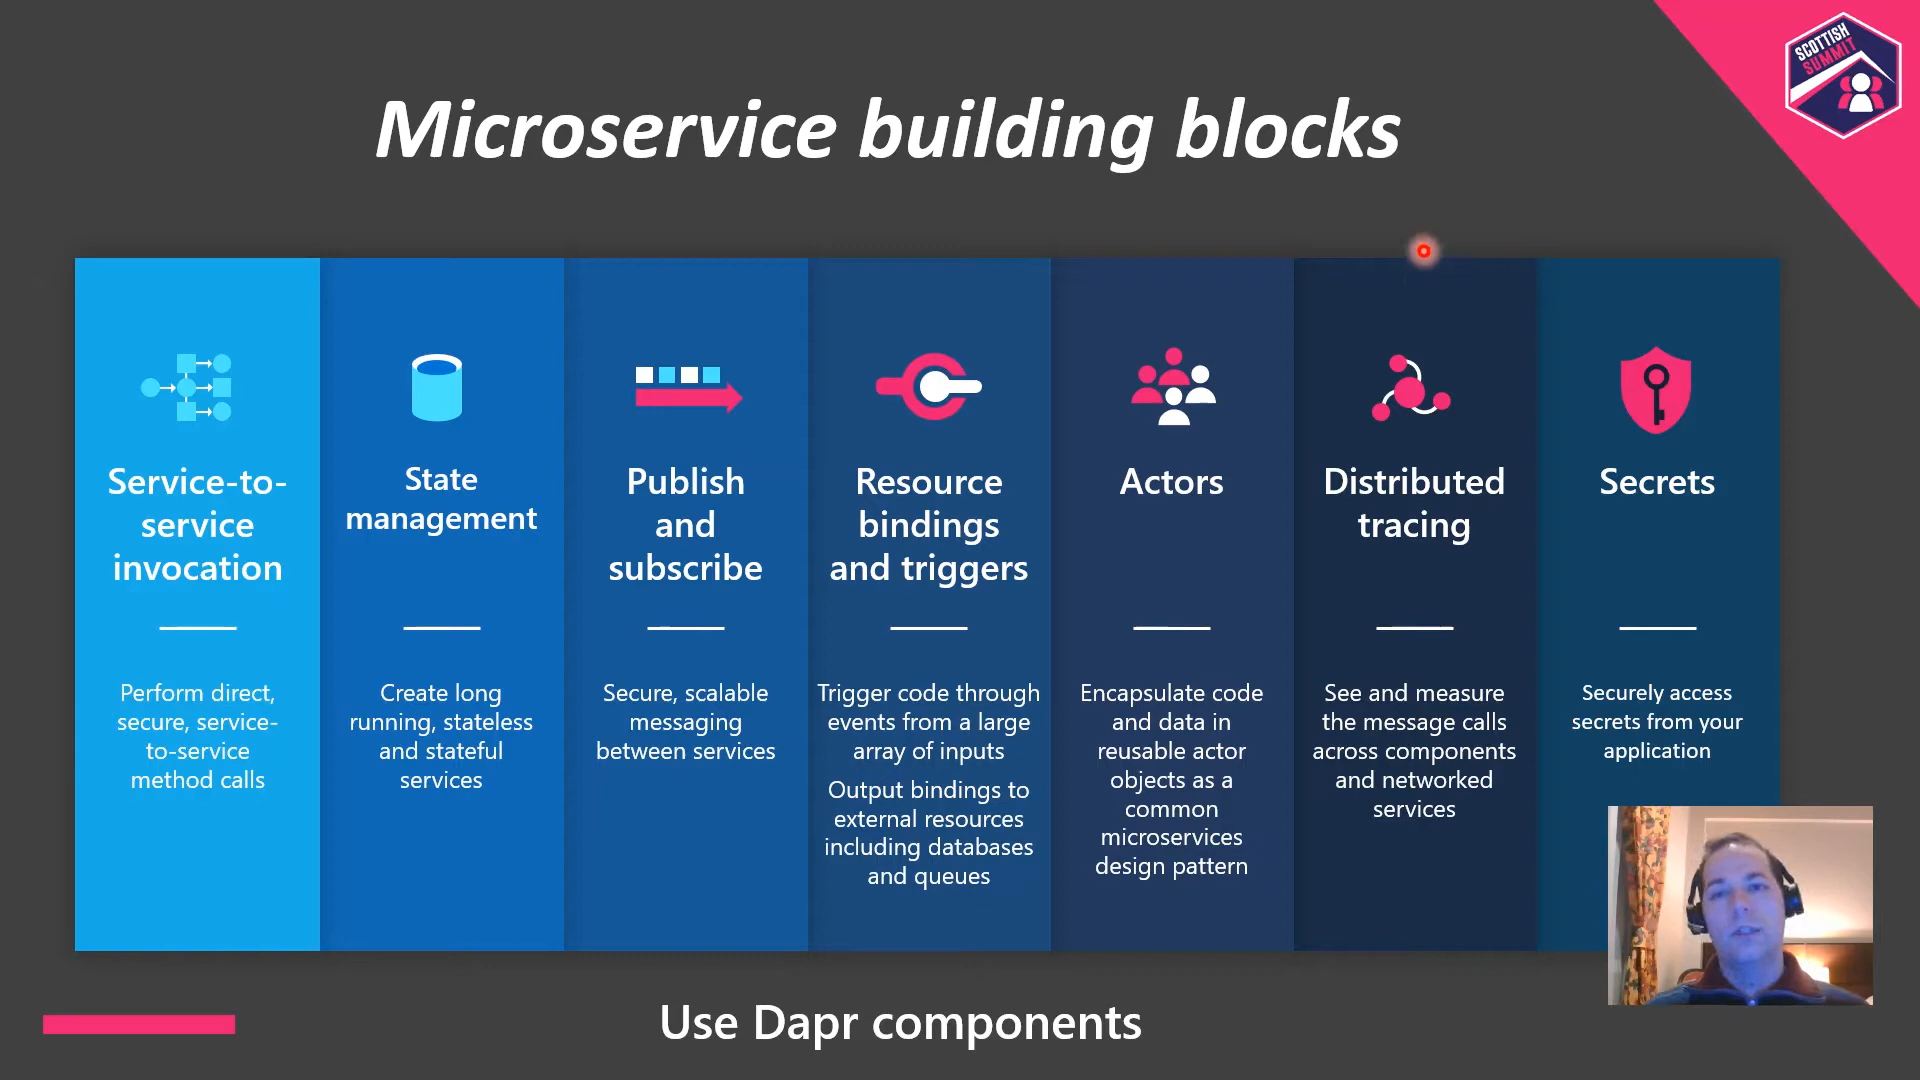 SCOTTISH
SUMMIT
Microservice building blocks
Service-to-
service
invocation
Perform direct,
secure, service-
to-service
method calls
State
management
Create long
running, stateless
and stateful
services
Publish
and
subscribe
Secure, scalable
messaging
between services
Resource
bindings
and triggers
Trigger code through
events from a large
array of inputs
Output bindings to
external resources
including databases
and queues
Actors
Encapsulate code
and data in
reusable actor
objects as a
common
microservices
design pattern
Distributed
tracing
See and measure
the message calls
across components
and networked
services
Secrets
Securely access
secrets from your
application
Use Dapr components